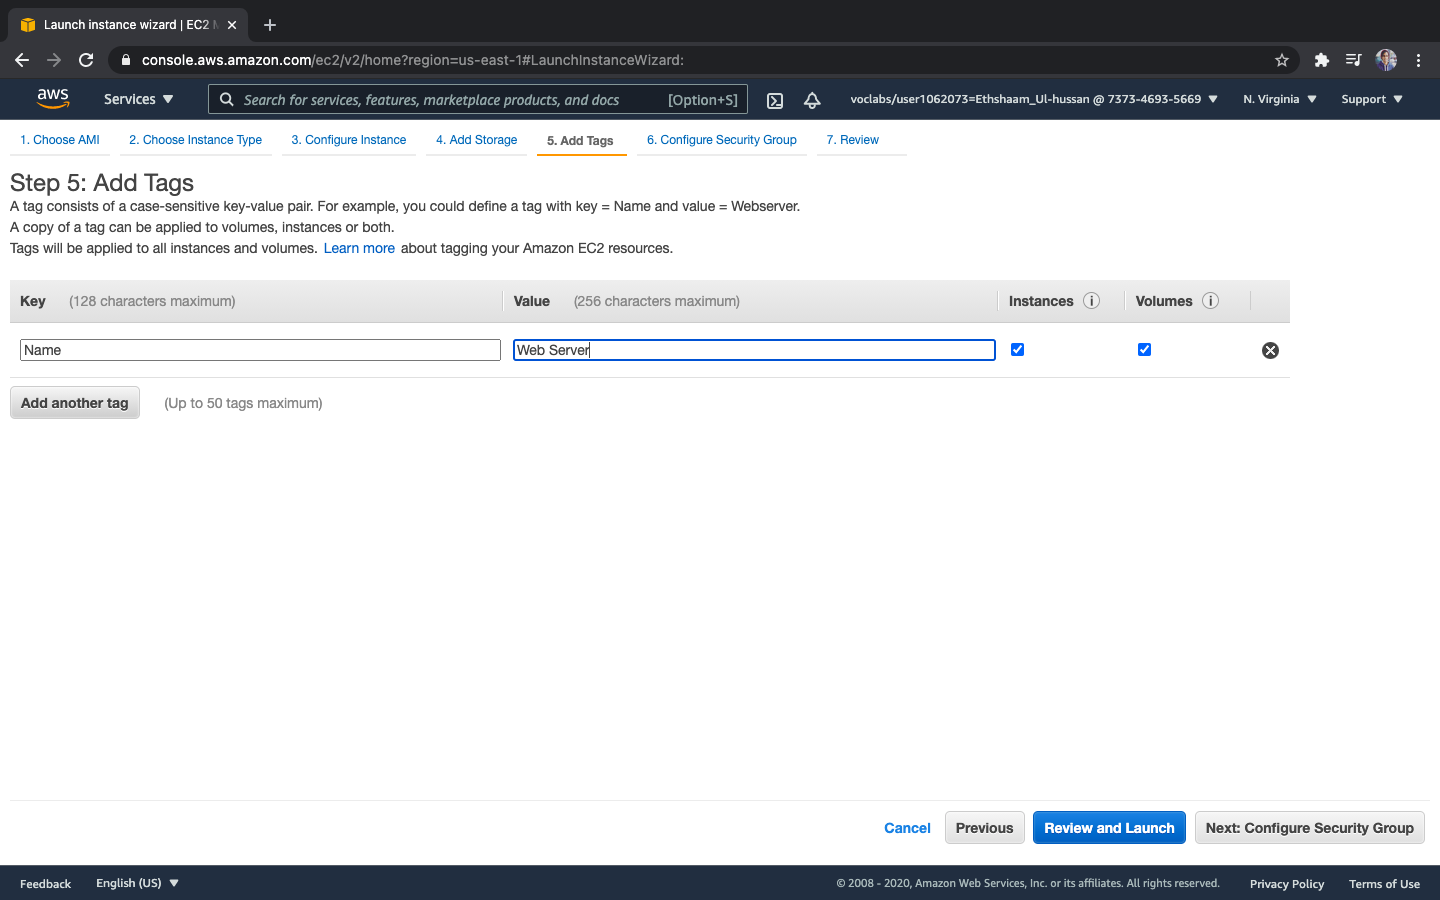 Launch instance wizard | EC2 M
console.aws.amazon.com/ec2/v2/home?region=us-east-1#LaunchInstanceWizard:
aws
Services
Search for services, features, marketplace products, and docs
[Option+S]
voclabs/user1062073=Ethshaam_Ul-hussan @ 7373-4693-5669
N. Virginia
Support
1. Choose AMI
2. Choose Instance Type
3. Configure Instance
4. Add Storage
5. Add Tags
6. Configure Security Group
7. Review
Step 5: Add Tags
A tag consists of a case-sensitive key-value pair. For example, you could define a tag with key = Name and value = Webserver.
A copy of a tag can be applied to volumes, instances or both.
Tags will be applied to all instances and volumes. Learn more about tagging your Amazon EC2 resources.
Key (128 characters maximum)
Value (256 characters maximum)
Instances
Volumes
Name
Web Server
Add another tag
(Up to 50 tags maximum)
Cancel
Previous
Review and Launch
Next: Configure Security Group
Feedback
English (US)
© 2008 - 2020, Amazon Web Services, Inc. or its affiliates. All rights reserved.
Privacy Policy
Terms of Use